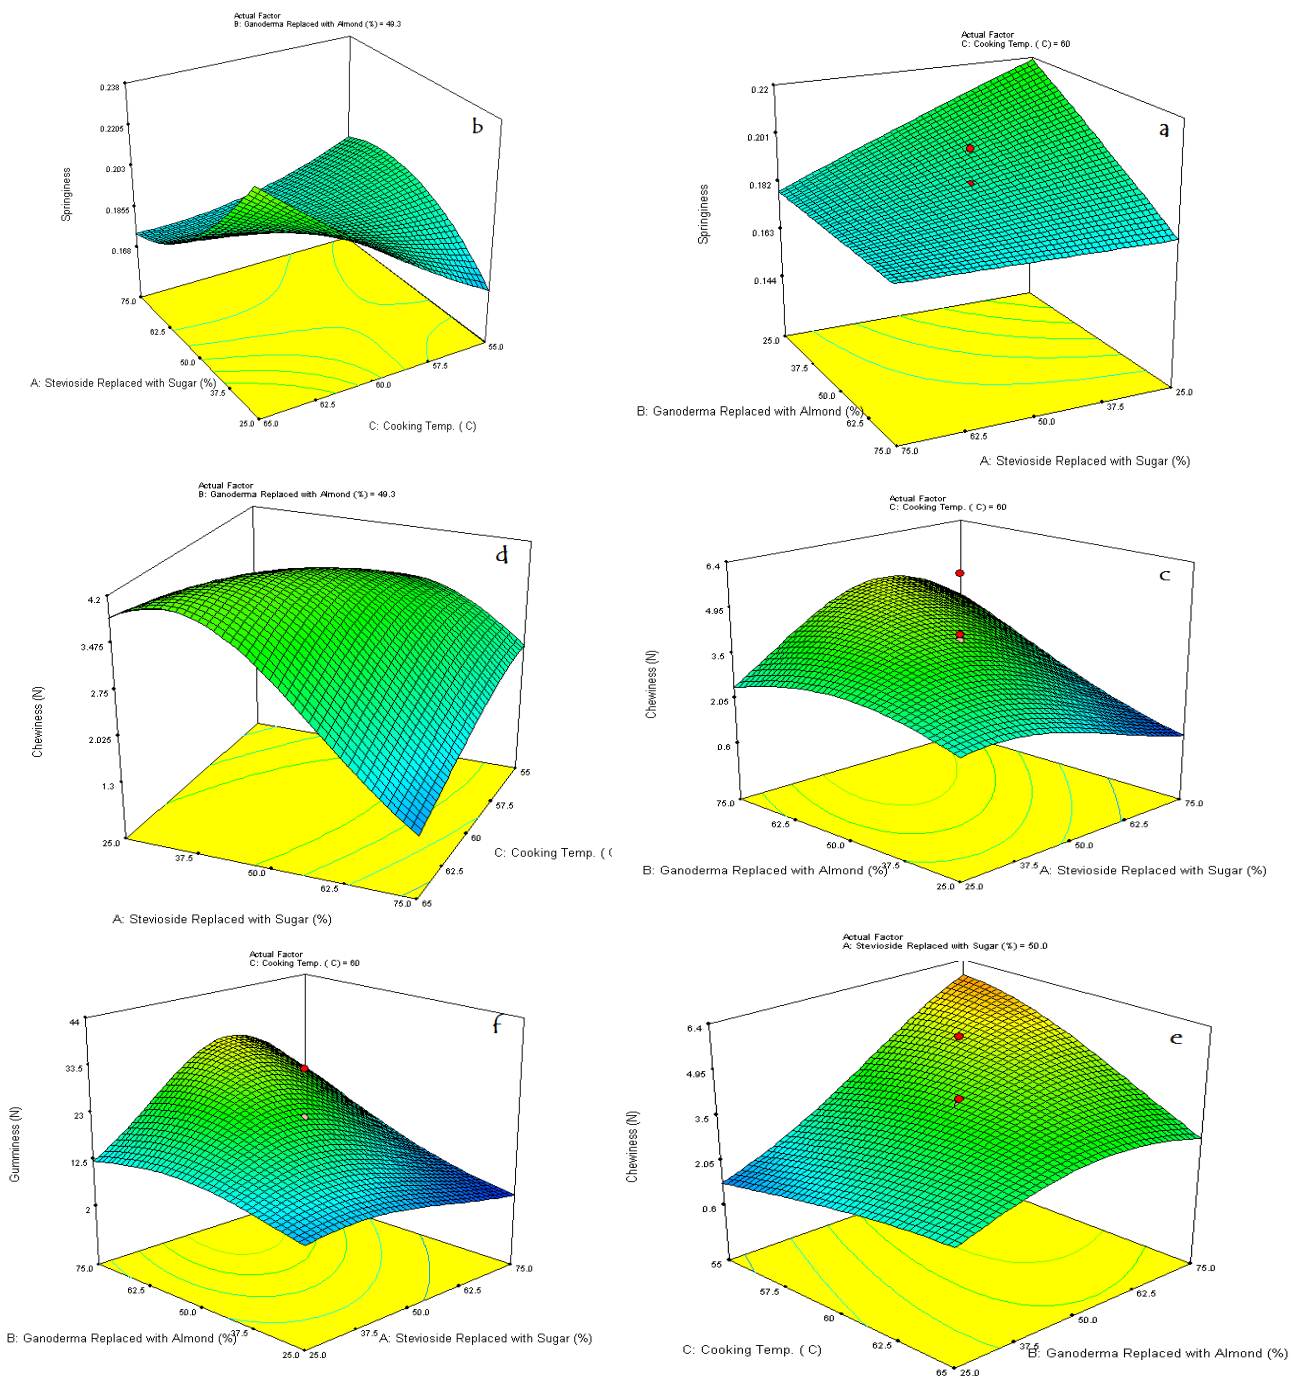 Actual Factor
B: Ganoderma Replaced with Almond (%) = 49.3
b
0.238
0.2205
0.203
0.1855
0.168
Springiness
75.0
62.5
50.0
37.5
25.0
65.0
62.5
60.0
57.5
55.0
A: Stevioside Replaced with Sugar (%)
C: Cooking Temp. ( C)
Actual Factor
C: Cooking Temp. ( C) = 60
a
0.22
0.201
0.182
0.163
0.144
Springiness
25.0
37.5
50.0
62.5
75.0
75.0
62.5
50.0
37.5
25.0
B: Ganoderma Replaced with Almond (%)
A: Stevioside Replaced with Sugar (%)
Actual Factor
B: Ganoderma Replaced with Almond (%) = 49.3
d
4.2
3.475
2.75
2.025
1.3
Chewiness (N)
25.0
37.5
50.0
62.5
75.0
65
62.5
60
57.5
55
C: Cooking Temp. ( (
A: Stevioside Replaced with Sugar (%)
Actual Factor
C: Cooking Temp. ( C) = 60
c
6.4
4.95
3.5
2.05
0.6
Chewiness (N)
75.0
62.5
50.0
37.5
25.0
25.0
37.5
50.0
62.5
75.0
B: Ganoderma Replaced with Almond (%)
A: Stevioside Replaced with Sugar (%)
Actual Factor
C: Cooking Temp. ( C) = 60
f
44
33.5
23
12.5
2
Gumminess (N)
75.0
62.5
50.0
37.5
25.0
25.0
37.5
50.0
62.5
75.0
B: Ganoderma Replaced with Almond (%)
A: Stevioside Replaced with Sugar (%)
Actual Factor
A: Stevioside Replaced with Sugar (%) = 50.0
e
6.4
4.95
3.5
2.05
0.6
Chewiness (N)
55
57.5
60
62.5
65
25.0
37.5
50.0
62.5
75.0
C: Cooking Temp. ( C)
B: Ganoderma Replaced with Almond (%)